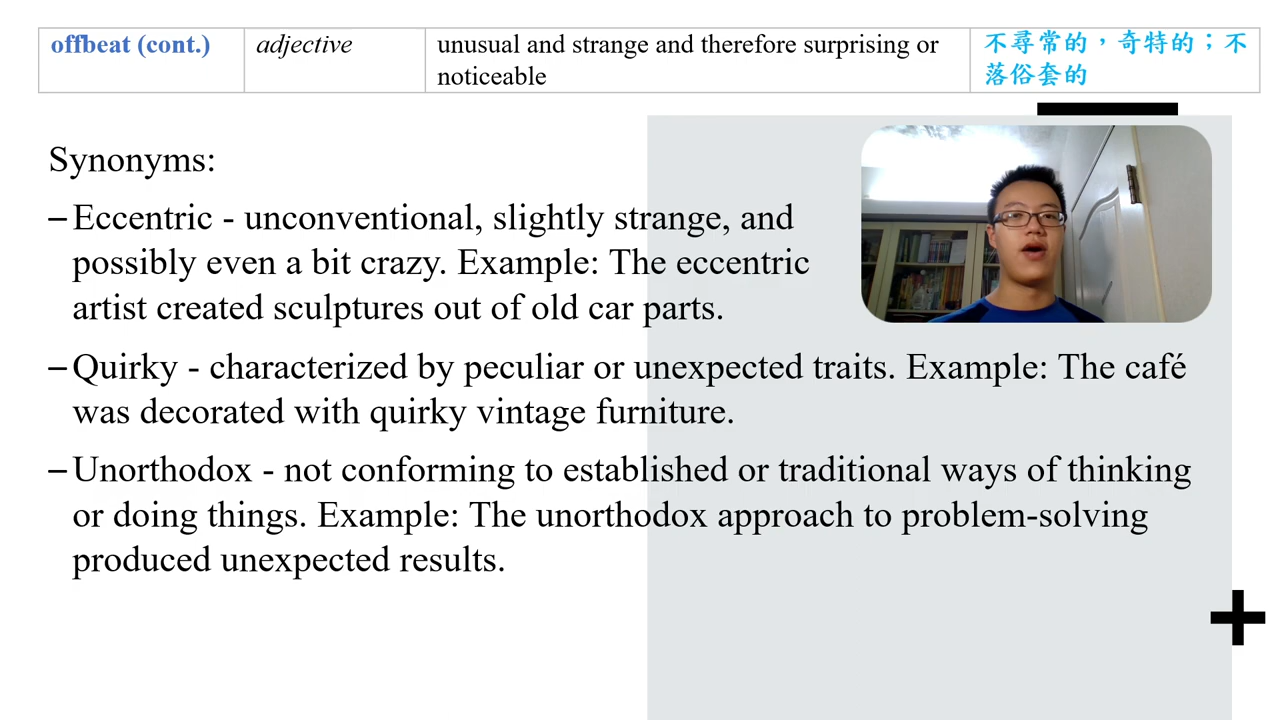 offbeat (cont.)
adjective
unusual and strange and therefore surprising or
noticeable
不尋常的，奇特的；不
落俗套的
Synonyms:
– Eccentric - unconventional, slightly strange, and
possibly even a bit crazy. Example: The eccentric
artist created sculptures out of old car parts.
– Quirky - characterized by peculiar or unexpected traits. Example: The café
was decorated with quirky vintage furniture.
– Unorthodox - not conforming to established or traditional ways of thinking
or doing things. Example: The unorthodox approach to problem-solving
produced unexpected results.